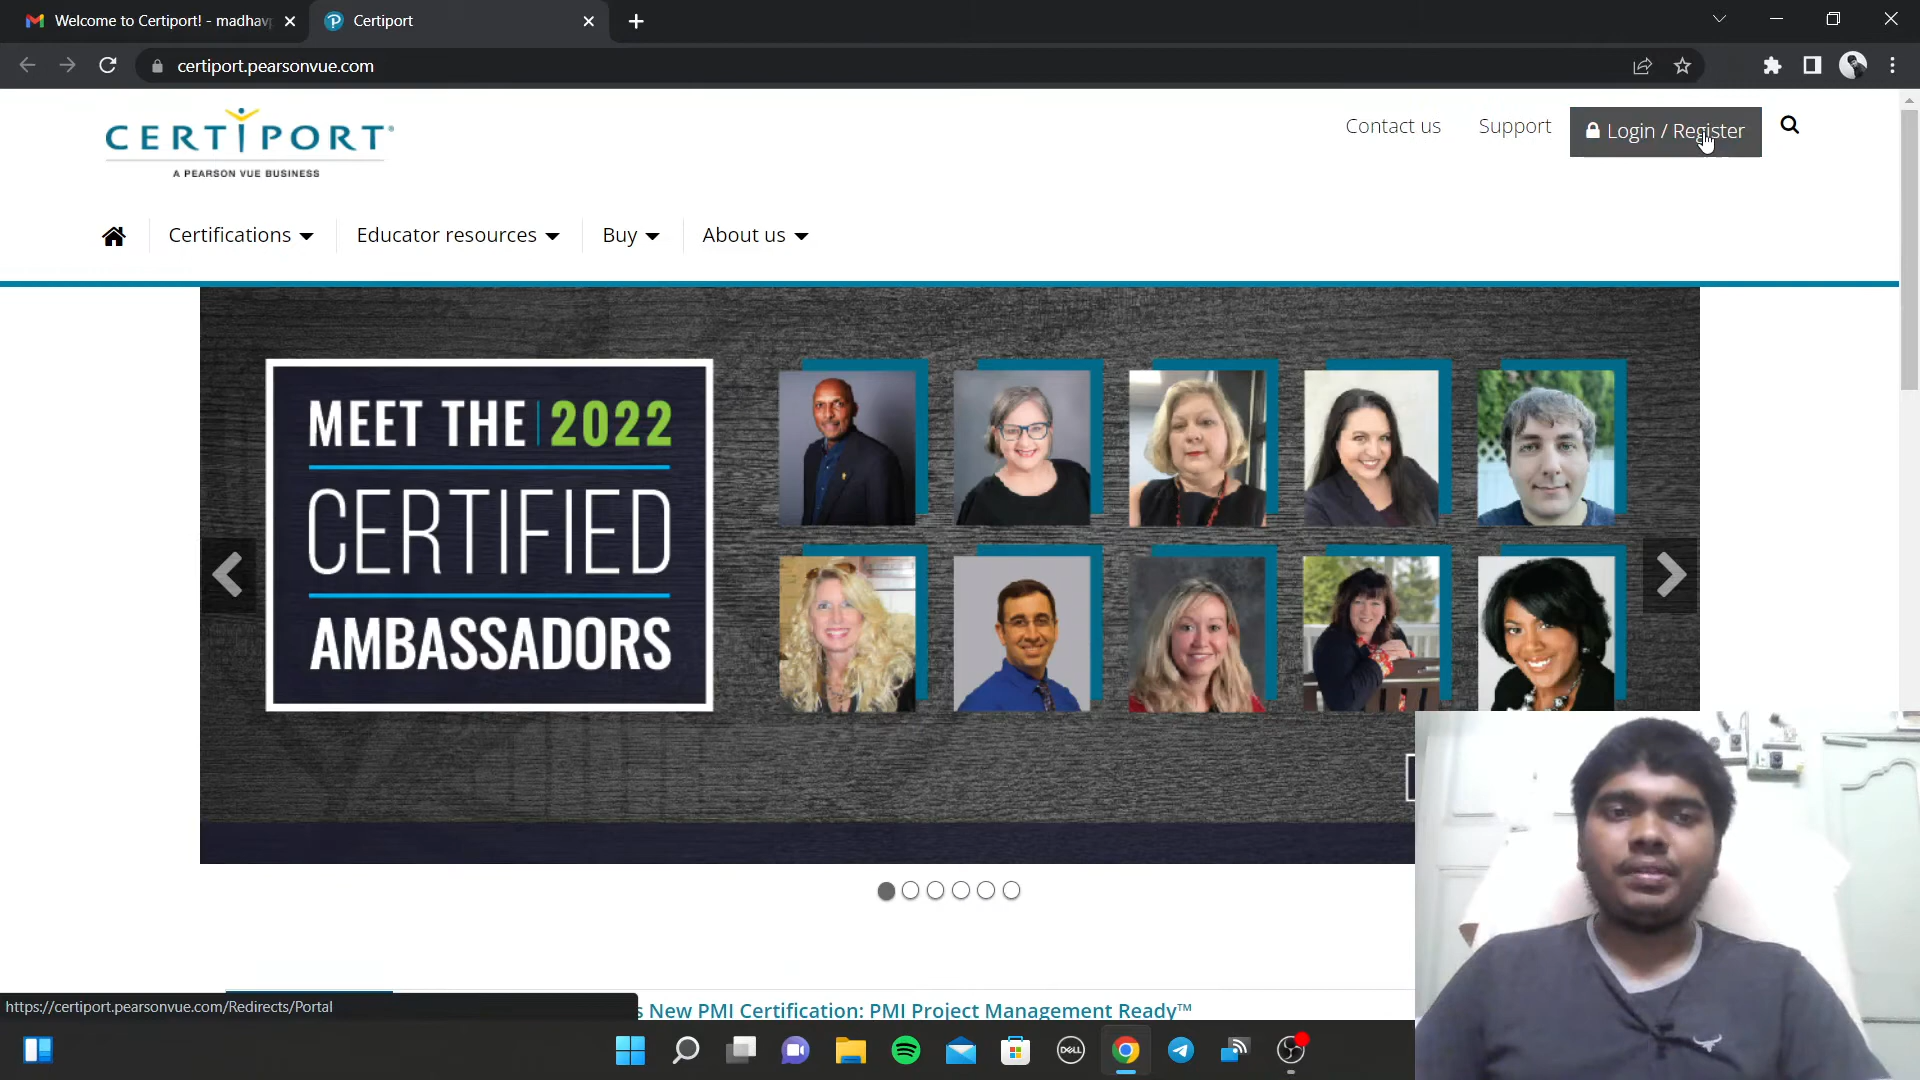 Welcome to Certiport! - madhav
Certiport
certiport.pearsonvue.com
CERTIPORT
A PEARSON VUE BUSINESS
Contact us
Support
Login / Register
Certifications
Educator resources
Buy
About us
MEET THE 2022
CERTIFIED
AMBASSADORS
New PMI Certification: PMI Project Management Ready™
https://certiport.pearsonvue.com/Redirects/Portal
DELL